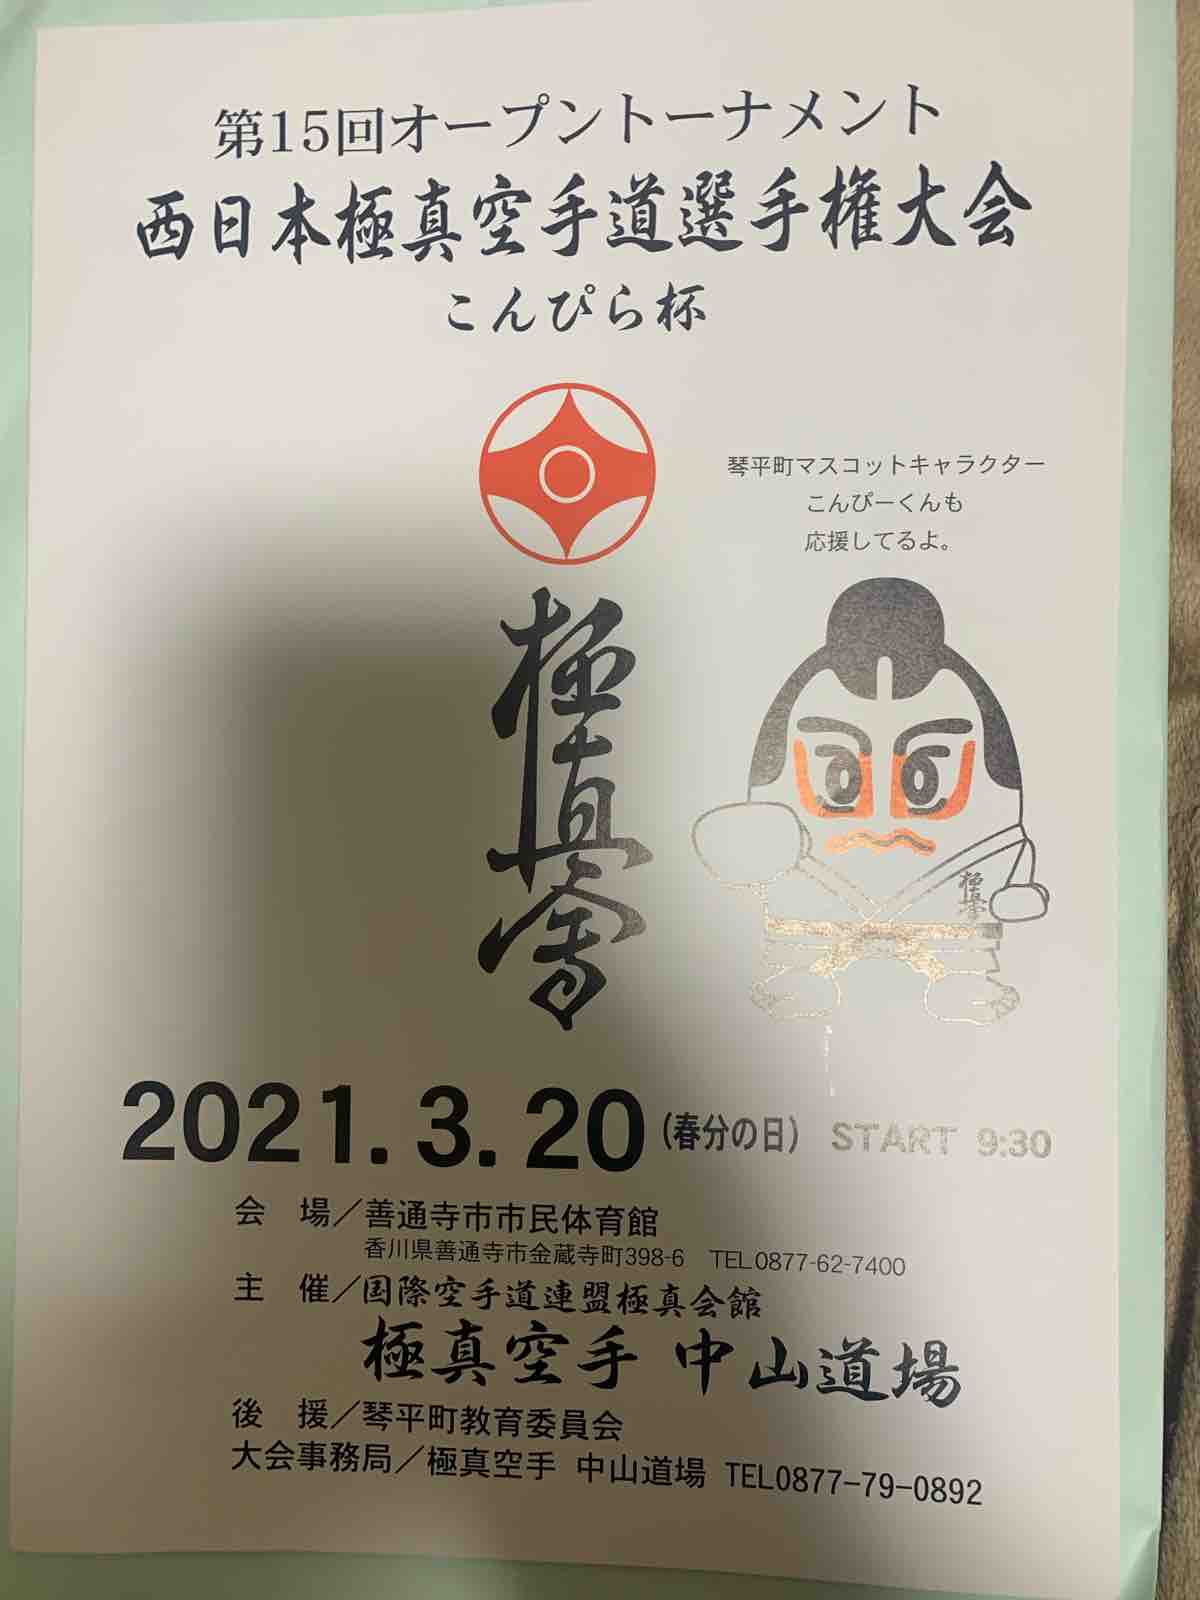 第15回オープントーナメント
西日本極真空手道選手権大会
こんぴら杯
琴平町マスコットキャラクター
こんぴーくんも
応援してるよ。
極真會
極真會
2021.3.20(春分の日) START 9:30
会　場／善通寺市市民体育館
香川県善通寺市金蔵寺町398-6 TEL0877-62-7400
主　催／国際空手道連盟極真会館
極真空手 中山道場
後　援／琴平町教育委員会
大会事務局／極真空手 中山道場 TEL0877-79-0892